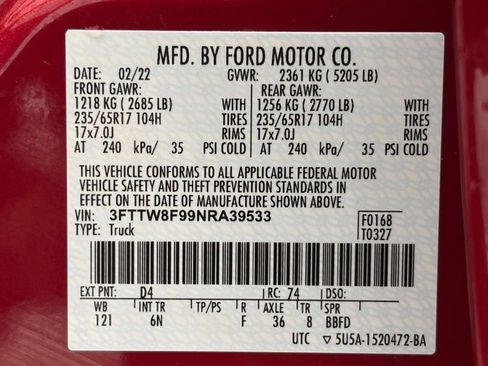 MFD. BY FORD MOTOR CO.
DATE: 02/22 GVWR: 2361 KG ( 5205 LB)
FRONT GAWR: REAR GAWR:
1218 KG ( 2685 LB) WITH 1256 KG ( 2770 LB) WITH
235/65R17 104H TIRES 235/65R17 104H TIRES
17x7.0J RIMS 17x7.0J RIMS
AT 240 kPa/ 35 PSI COLD AT 240 kPa/ 35 PSI COLD
THIS VEHICLE CONFORMS TO ALL APPLICABLE FEDERAL MOTOR
VEHICLE SAFETY AND THEFT PREVENTION STANDARDS IN
EFFECT ON THE DATE OF MANUFACTURE SHOWN ABOVE.
VIN: 3FTTW8F99NRA39533 F0168
TYPE: Truck T0327
EXT PNT: D4 RC: 74 DSO:
WB INT TR TP/PS R AXLE TR SPR
121 6N F 36 8 BBFD
UTC ▽ 5U5A-1520472-BA